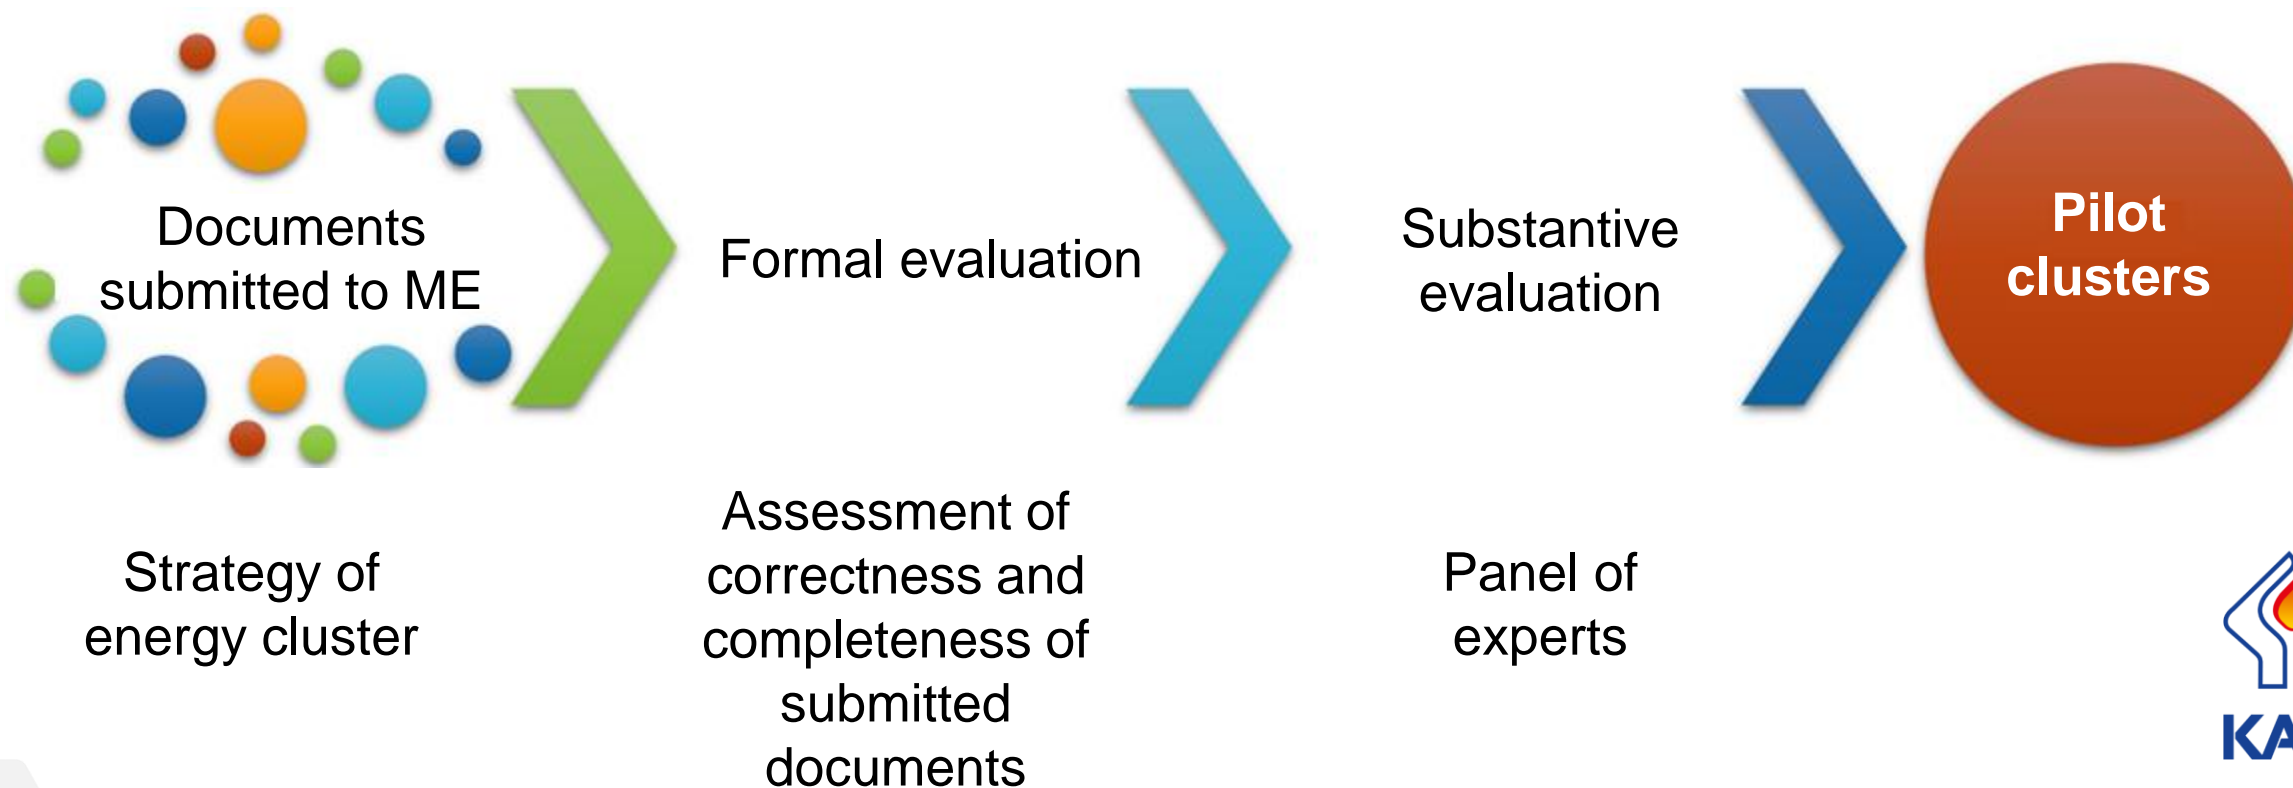 Documents
submitted to ME
Formal evaluation
Substantive
evaluation
Pilot
clusters
Strategy of
energy cluster
Assessment of
correctness and
completeness of
submitted
documents
Panel of
experts